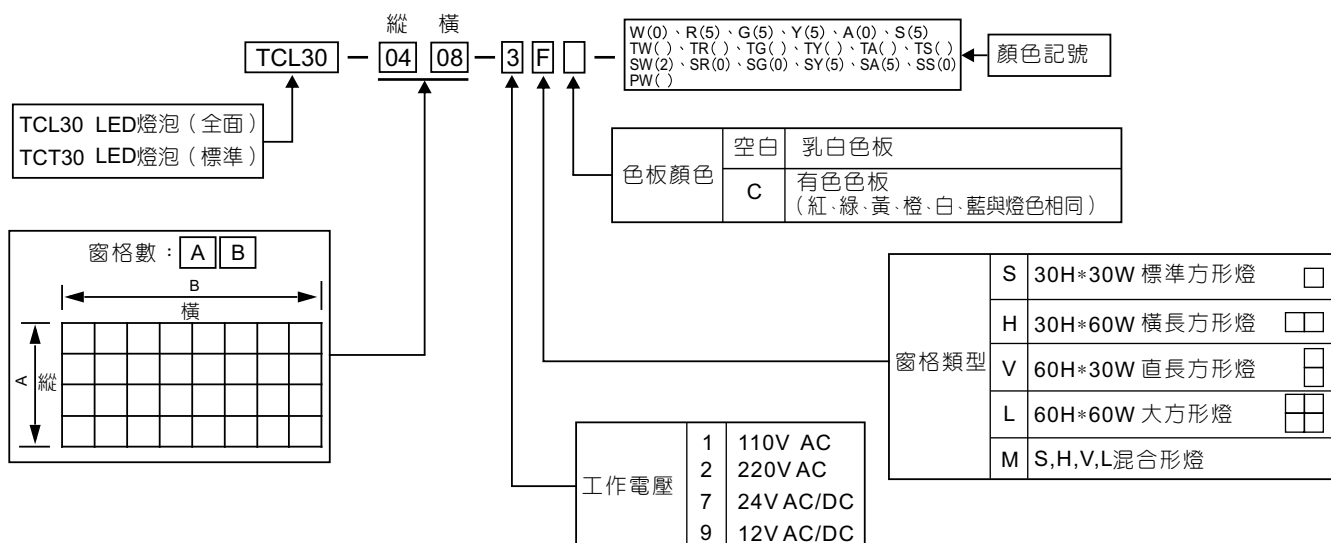 縱 橫
TCL30 — 04 08 — 3 F —
W(0)、R(5)、G(5)、Y(5)、A(0)、S(5)
TW( )、TR( )、TG( )、TY( )、TA( )、TS( )
SW(2)、SR(0)、SG(0)、SY(5)、SA(5)、SS(0)
PW( )
顏色記號
TCL30 LED燈泡（全面）
TCT30 LED燈泡（標準）
色板顏色
空白 乳白色板
C 有色色板
（紅、綠、黃、橙、白、藍與燈色相同）
窗格數：A B
B
橫
A
縱
窗格類型
S 30H*30W 標準方形燈
H 30H*60W 橫長方形燈
V 60H*30W 直長方形燈
L 60H*60W 大方形燈
M S,H,V,L混合形燈
工作電壓
1 110V AC
2 220V AC
7 24V AC/DC
9 12V AC/DC